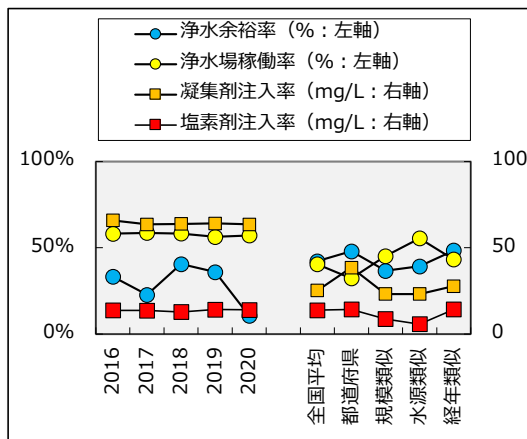 浄水余裕率（%：左軸）
浄水場稼働率（%：左軸）
凝集剤注入率（mg/L：右軸）
塩素剤注入率（mg/L：右軸）
100%
50%
0%
100
50
0
2016
2017
2018
2019
2020
全国平均
都道府県
規模類似
水源類似
経年類似